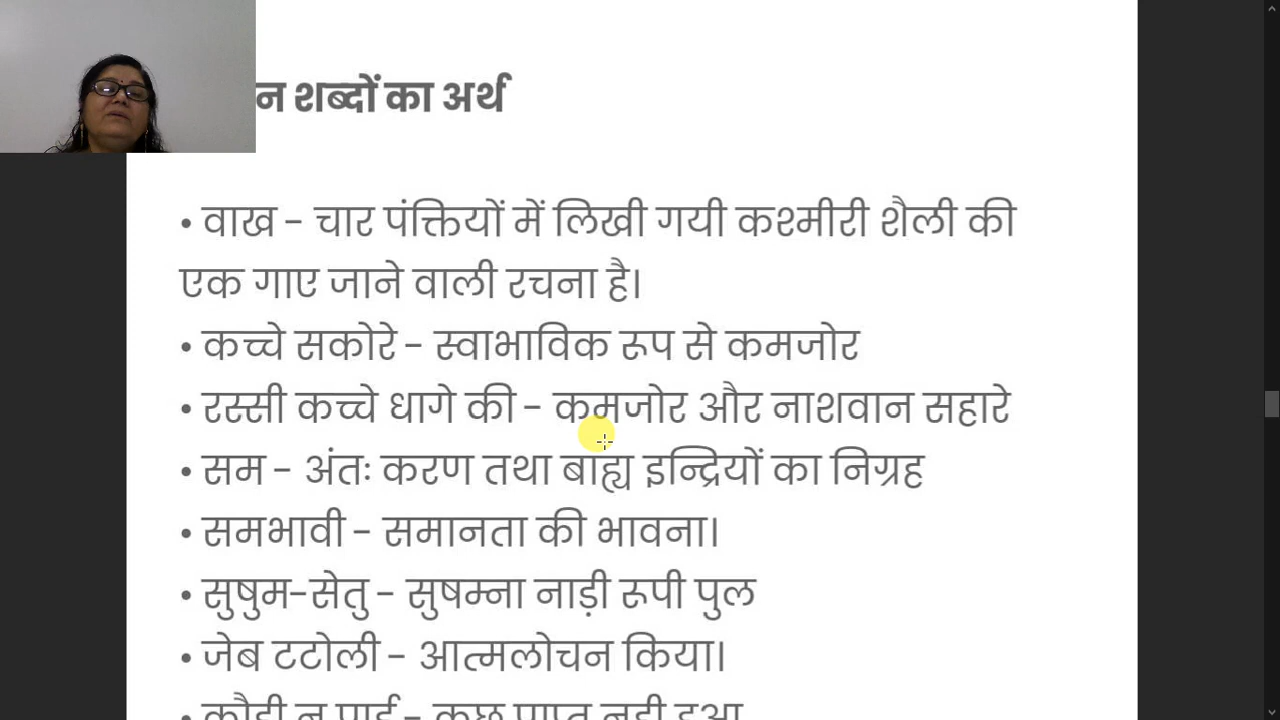 न शब्दों का अर्थ
• वाख - चार पंक्तियों में लिखी गयी कश्मीरी शैली की
एक गाए जाने वाली रचना है।
• कच्चे सकोरे - स्वाभाविक रूप से कमजोर
• रस्सी कच्चे धागे की - कमजोर और नाशवान सहारे
• सम - अंतः करण तथा बाह्य इन्द्रियों का निग्रह
• समभावी - समानता की भावना।
• सुषुम-सेतु - सुषम्ना नाड़ी रूपी पुल
• जेब टटोली - आत्मलोचन किया।
• कौड़ी न पाई - कुछ प्राप्त नही हुआ